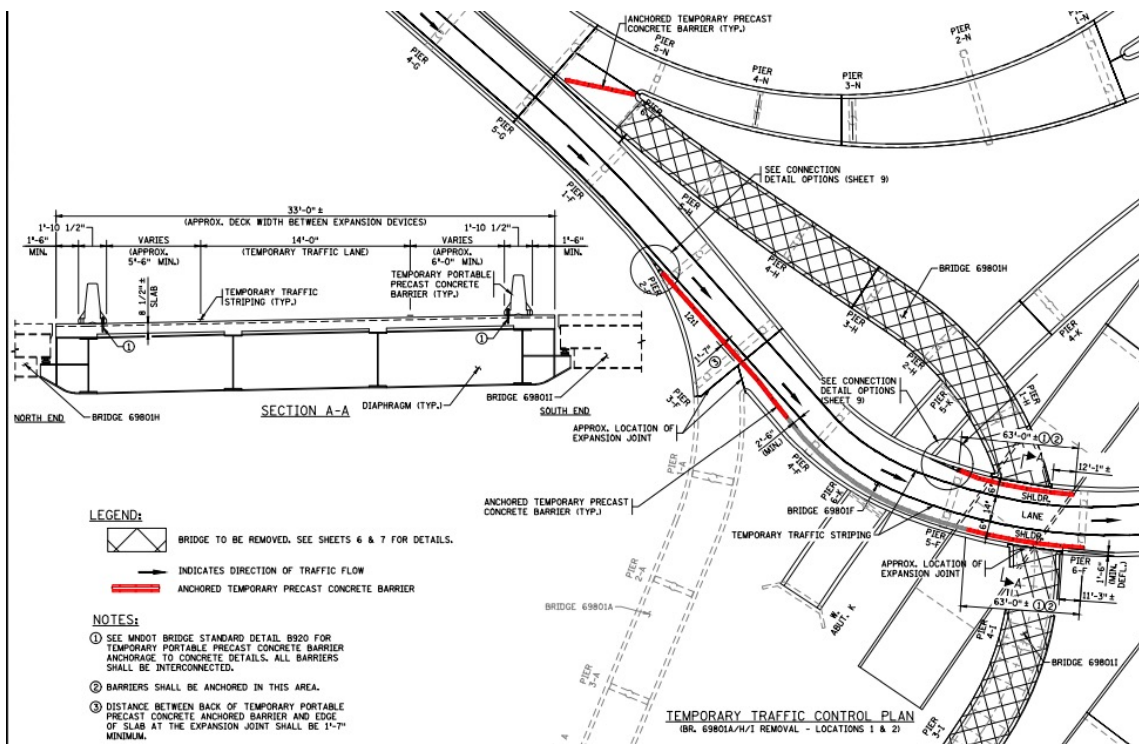 ANCHORED TEMPORARY PRECAST
CONCRETE BARRIER (TYP.)
PIER
5-N
PIER
4-N
PIER
3-N
PIER
2-N
PIER
1-N
PIER
4-G
PIER
5-G
PIER
1-F
SEE CONNECTION
DETAIL OPTIONS (SHEET 9)
PIER
4-H
PIER
3-H
PIER
2-H
PIER
1-H
BRIDGE 69801H
PIER
4-K
PIER
5-K
33'-0" ±
(APPROX. DECK WIDTH BETWEEN EXPANSION DEVICES)
1'-10 1/2"
1'-10 1/2"
1'-6"
MIN.
VARIES
(APPROX.
5'-6" MIN.)
14'-0"
(TEMPORARY TRAFFIC LANE)
VARIES
(APPROX.
6'-0" MIN.)
1'-6"
MIN.
8 1/2" ±
SLAB
TEMPORARY TRAFFIC
STRIPING (TYP.)
TEMPORARY PORTABLE
PRECAST CONCRETE
BARRIER (TYP.)
1
1
NORTH END
BRIDGE 69801H
SECTION A-A
DIAPHRAGM (TYP.)
BRIDGE 69801I
SOUTH END
PIER
2-F
12:1
1'-7"
3
PIER
3-F
APPROX. LOCATION OF
EXPANSION JOINT
2'-6"
(MIN.)
PIER
4-F
SEE CONNECTION
DETAIL OPTIONS
(SHEET 9)
63'-0" ± 1 2
A
12'-1" ±
6'
SHLDR.
14'
LANE
6'
SHLDR.
ANCHORED TEMPORARY PRECAST
CONCRETE BARRIER (TYP.)
PIER
1-A
PIER
6-K
BRIDGE 69801F
TEMPORARY TRAFFIC STRIPING
PIER
5-F
APPROX. LOCATION OF
EXPANSION JOINT
PIER
6-F
1'-6"
(MIN.
DEFL.)
A
11'-3" ±
63'-0" ± 1 2
PIER
2-A
BRIDGE 69801A
W.
ABUT. K
PIER
4-I
BRIDGE 69801I
PIER
3-A
PIER
3-I
LEGEND:
BRIDGE TO BE REMOVED. SEE SHEETS 6 & 7 FOR DETAILS.
INDICATES DIRECTION OF TRAFFIC FLOW
ANCHORED TEMPORARY PRECAST CONCRETE BARRIER
NOTES:
1 SEE MNDOT BRIDGE STANDARD DETAIL B920 FOR
TEMPORARY PORTABLE PRECAST CONCRETE BARRIER
ANCHORAGE TO CONCRETE DETAILS. ALL BARRIERS
SHALL BE INTERCONNECTED.
2 BARRIERS SHALL BE ANCHORED IN THIS AREA.
3 DISTANCE BETWEEN BACK OF TEMPORARY PORTABLE
PRECAST CONCRETE ANCHORED BARRIER AND EDGE
OF SLAB AT THE EXPANSION JOINT SHALL BE 1'-7"
MINIMUM.
TEMPORARY TRAFFIC CONTROL PLAN
(BR. 69801A/H/I REMOVAL - LOCATIONS 1 & 2)